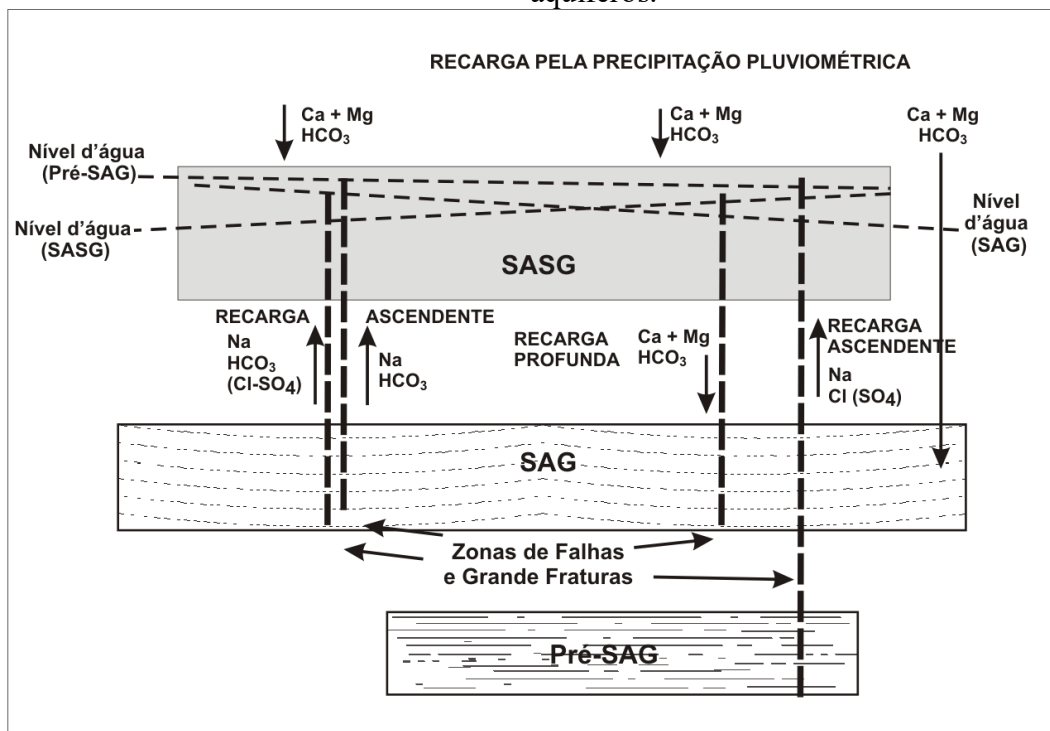 aquíferos.
RECARGA PELA PRECIPITAÇÃO PLUVIOMÉTRICA
Ca + Mg
HCO3
Ca + Mg
HCO3
Ca + Mg
HCO3
Nível d’água
(Pré-SAG)
Nível d’água
(SASG)
Nível
d’água
(SAG)
SASG
RECARGA
Na
HCO3
(Cl-SO4)
ASCENDENTE
Na
HCO3
RECARGA
PROFUNDA
Ca + Mg
HCO3
RECARGA
ASCENDENTE
Na
Cl (SO4)
SAG
Zonas de Falhas
e Grande Fraturas
Pré-SAG